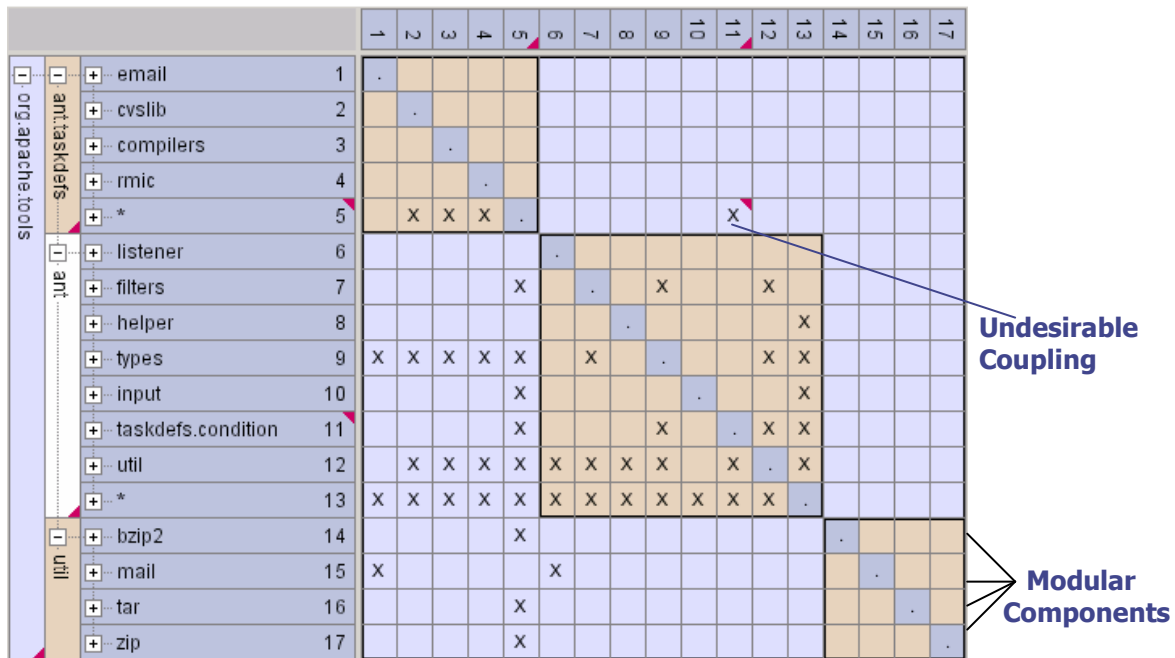 1 2 3 4 5 6 7 8 9 10 11 12 13 14 15 16 17
org.apache.tools
ant.taskdefs
email 1 .
cvslib 2 .
compilers 3 .
rmic 4 .
* 5 x x x . x
ant
listener 6 .
filters 7 x . x x
helper 8 . x
types 9 x x x x x x . x x
input 10 x . x
taskdefs.condition 11 x x . x x
util 12 x x x x x x x x x . x
* 13 x x x x x x x x x x x x .
util
bzip2 14 x .
mail 15 x x .
tar 16 x .
zip 17 x .
Undesirable
Coupling
Modular
Components